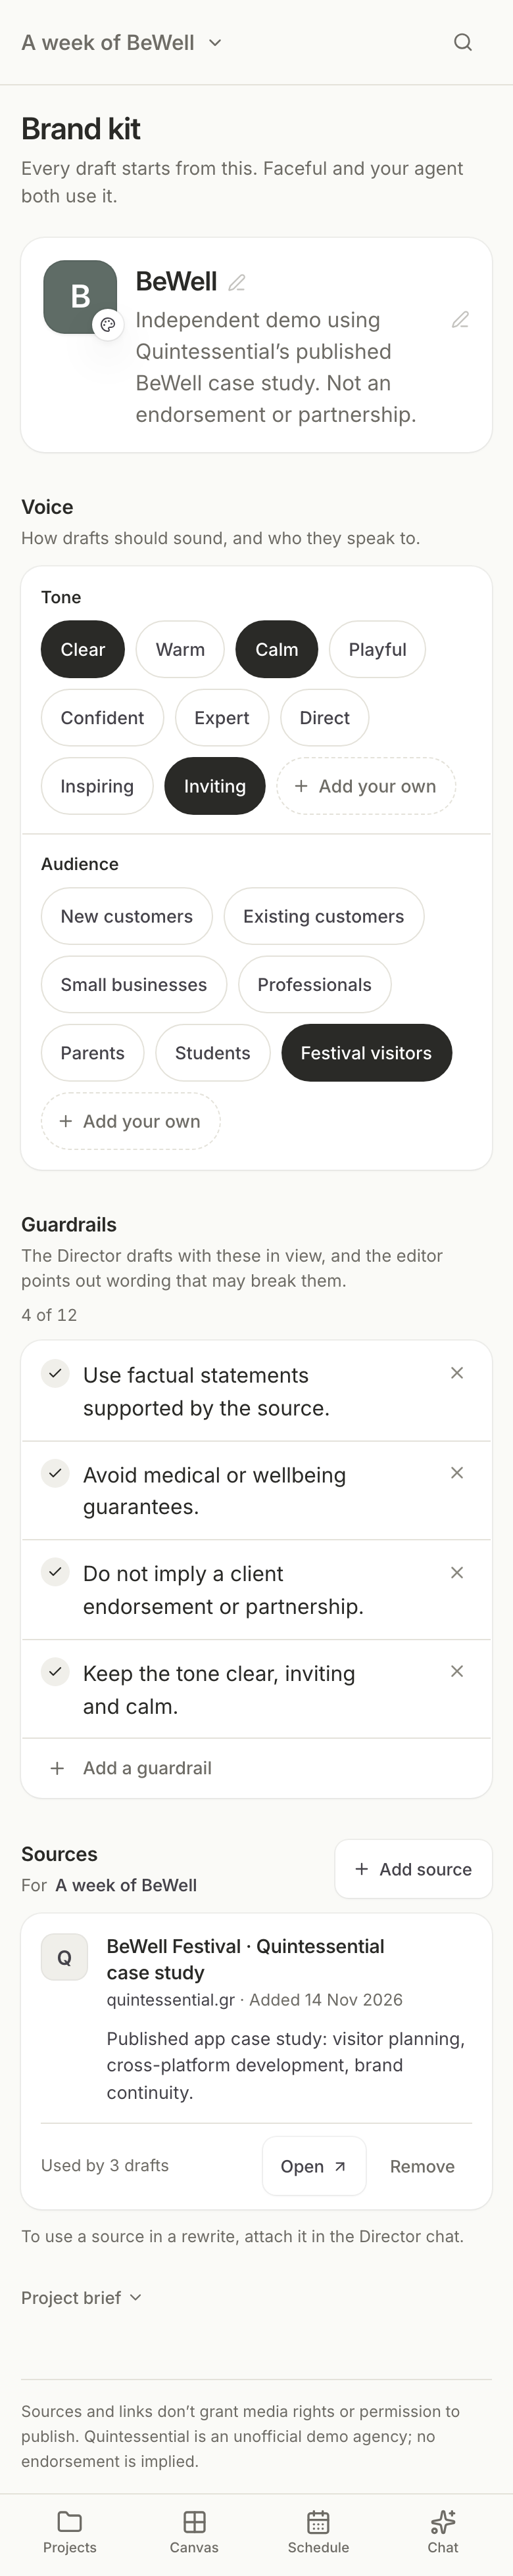 A week of BeWell
Brand kit
Every draft starts from this. Faceful and your agent
both use it.
B
BeWell
Independent demo using
Quintessential’s published
BeWell case study. Not an
endorsement or partnership.
Voice
How drafts should sound, and who they speak to.
Tone
Clear Warm Calm Playful
Confident Expert Direct
Inspiring Inviting + Add your own
Audience
New customers Existing customers
Small businesses Professionals
Parents Students Festival visitors
+ Add your own
Guardrails
The Director drafts with these in view, and the editor
points out wording that may break them.
4 of 12
Use factual statements
supported by the source.
Avoid medical or wellbeing
guarantees.
Do not imply a client
endorsement or partnership.
Keep the tone clear, inviting
and calm.
+ Add a guardrail
Sources
For A week of BeWell
+ Add source
Q
BeWell Festival · Quintessential
case study
quintessential.gr · Added 14 Nov 2026
Published app case study: visitor planning,
cross-platform development, brand
continuity.
Used by 3 drafts Open Remove
To use a source in a rewrite, attach it in the Director chat.
Project brief
Sources and links don’t grant media rights or permission to
publish. Quintessential is an unofficial demo agency; no
endorsement is implied.
Projects Canvas Schedule Chat